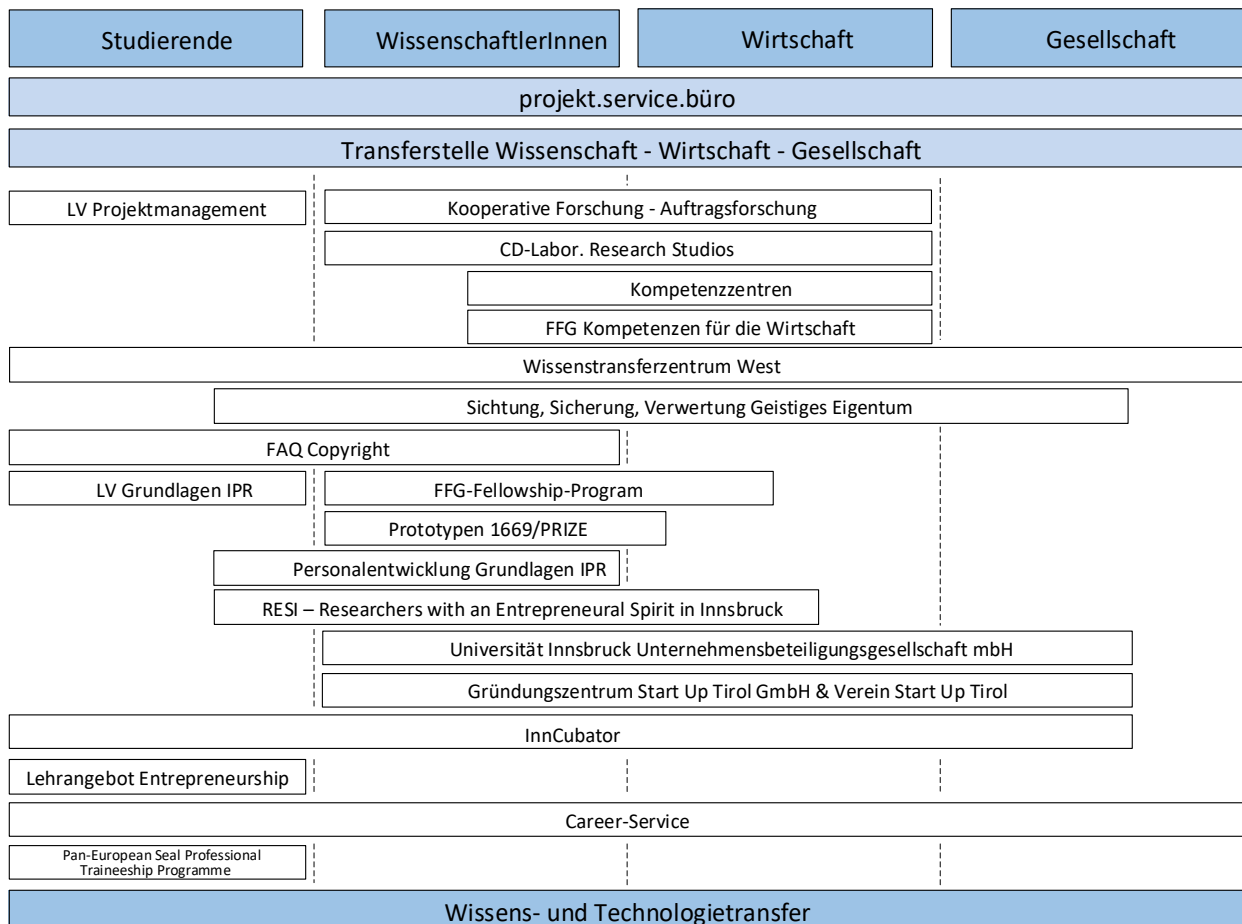 Studierende
WissenschaftlerInnen
Wirtschaft
Gesellschaft
projekt.service.büro
Transferstelle Wissenschaft - Wirtschaft - Gesellschaft
LV Projektmanagement
Kooperative Forschung - Auftragsforschung
CD-Labor. Research Studios
Kompetenzzentren
FFG Kompetenzen für die Wirtschaft
Wissenstransferzentrum West
Sichtung, Sicherung, Verwertung Geistiges Eigentum
FAQ Copyright
LV Grundlagen IPR
FFG-Fellowship-Program
Prototypen 1669/PRIZE
Personalentwicklung Grundlagen IPR
RESI – Researchers with an Entrepreneural Spirit in Innsbruck
Universität Innsbruck Unternehmensbeteiligungsgesellschaft mbH
Gründungszentrum Start Up Tirol GmbH & Verein Start Up Tirol
InnCubator
Lehrangebot Entrepreneurship
Career-Service
Pan-European Seal Professional
Traineeship Programme
Wissens- und Technologietransfer